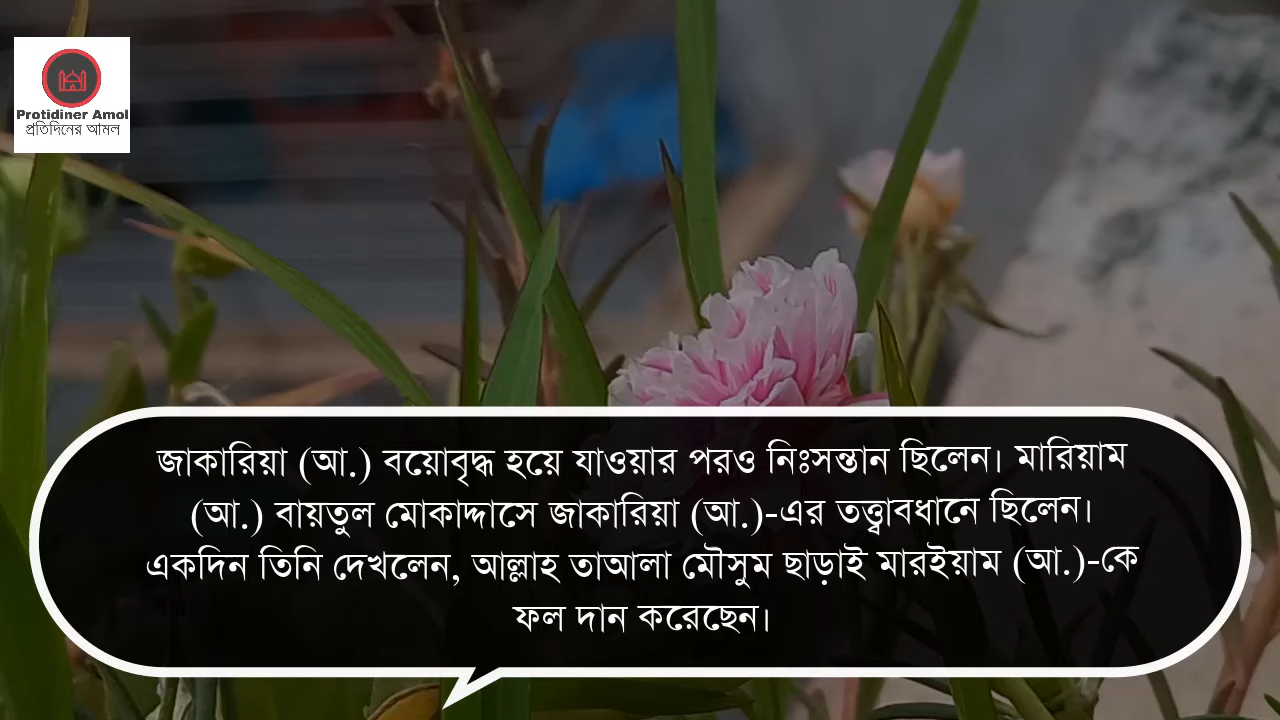 Protidiner Amol
প্রতিদিনের আমল
জাকারিয়া (আ.) বয়োবৃদ্ধ হয়ে যাওয়ার পরও নিঃসন্তান ছিলেন। মারিয়াম
(আ.) বায়তুল মোকাদ্দাসে জাকারিয়া (আ.)-এর তত্ত্বাবধানে ছিলেন।
একদিন তিনি দেখলেন, আল্লাহ তাআলা মৌসুম ছাড়াই মারইয়াম (আ.)-কে
ফল দান করেছেন।